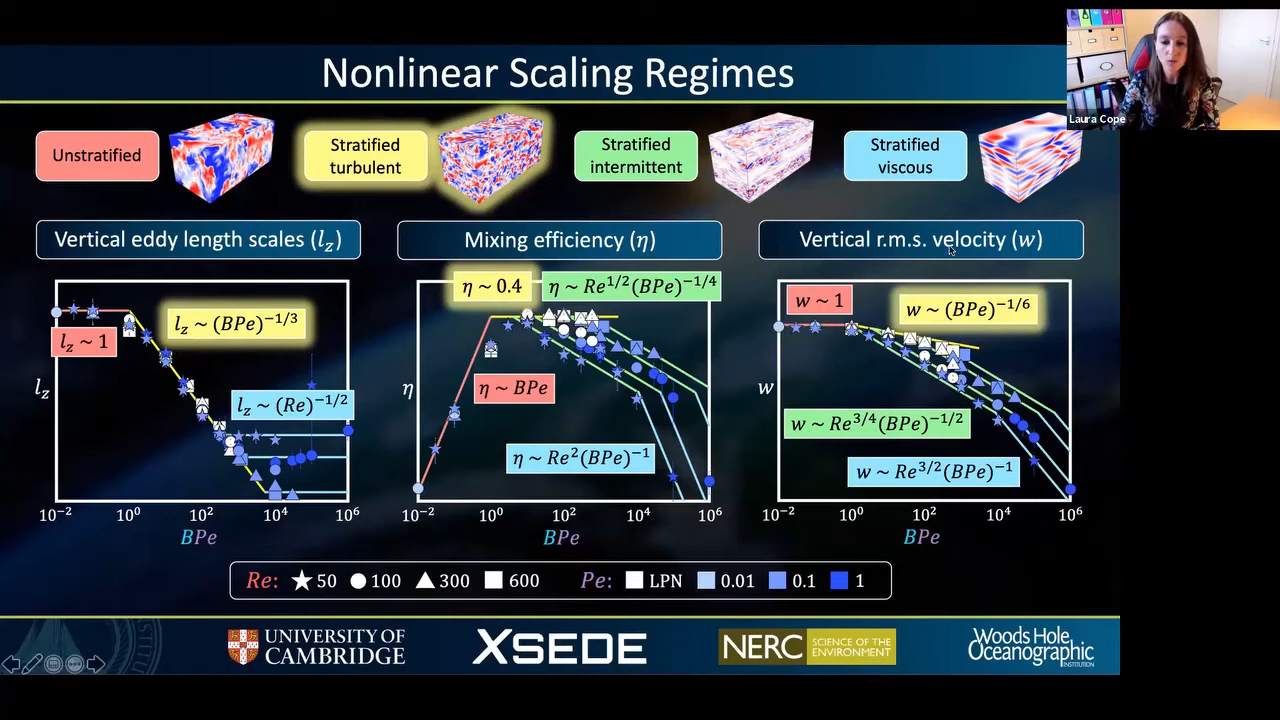 Nonlinear Scaling Regimes
Laura Cope
Unstratified
Stratified
turbulent
Stratified
intermittent
Stratified
viscous
Vertical eddy length scales (l_z)
Mixing efficiency (η)
Vertical r.m.s. velocity (w)
l_z ~ 1
l_z ~ (BPe)^{-1/3}
l_z ~ (Re)^{-1/2}
l_z
10^{-2} 10^0 10^2 10^4 10^6
BPe
η ~ 0.4
η ~ Re^{1/2}(BPe)^{-1/4}
η ~ BPe
η ~ Re^2(BPe)^{-1}
η
10^{-2} 10^0 10^2 10^4 10^6
BPe
w ~ 1
w ~ (BPe)^{-1/6}
w ~ Re^{3/4}(BPe)^{-1/2}
w ~ Re^{3/2}(BPe)^{-1}
w
10^{-2} 10^0 10^2 10^4 10^6
BPe
Re: 50 100 300 600 Pe: LPN 0.01 0.1 1
UNIVERSITY OF
CAMBRIDGE
XSEDE
NERC SCIENCE OF THE
ENVIRONMENT
Woods Hole
Oceanographic
INSTITUTION